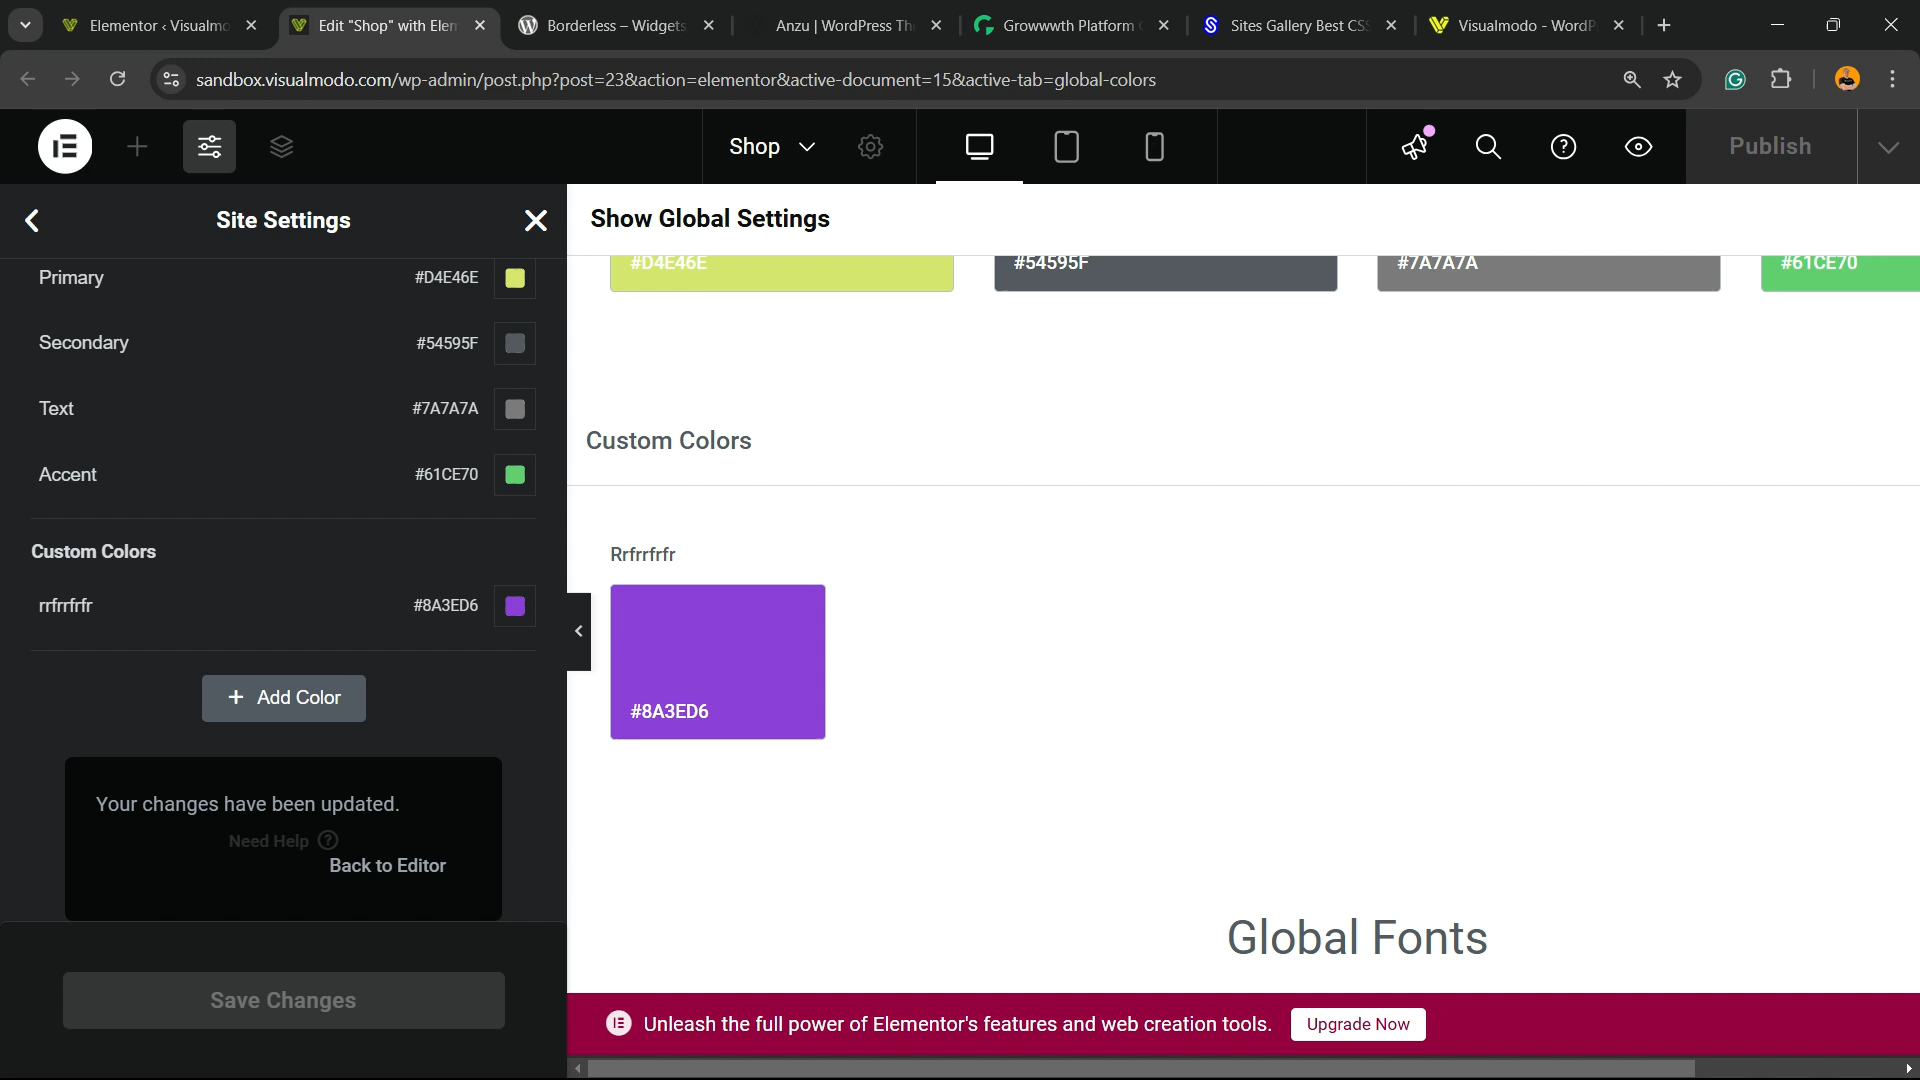 Elementor ‹ Visualmo
Edit "Shop" with Elem
Borderless – Widgets
Anzu | WordPress Th
Growwwth Platform
Sites Gallery Best CSS
Visualmodo - WordP
sandbox.visualmodo.com/wp-admin/post.php?post=23&action=elementor&active-document=15&active-tab=global-colors
Shop
Publish
Site Settings
Show Global Settings
Primary #D4E46E
Secondary #54595F
Text #7A7A7A
Accent #61CE70
#D4E46E #54595F #7A7A7A #61CE70
Custom Colors
Custom Colors
rrfrrfrfr #8A3ED6
Rrfrrfrfr
#8A3ED6
+ Add Color
Your changes have been updated.
Need Help ?
Back to Editor
Save Changes
Global Fonts
Unleash the full power of Elementor's features and web creation tools. Upgrade Now